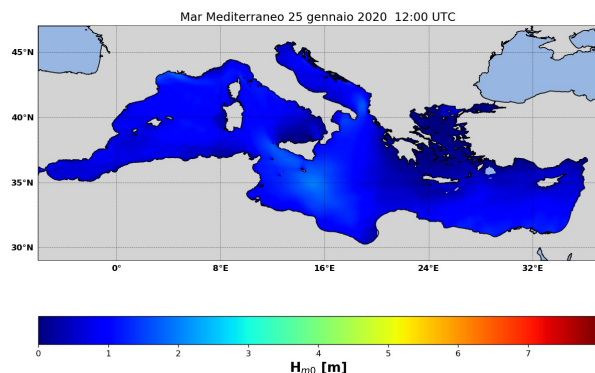 Mar Mediterraneo 25 gennaio 2020 12:00 UTC
45°N
40°N
35°N
30°N
0° 8°E 16°E 24°E 32°E
0 1 2 3 4 5 6 7
Hm0 [m]